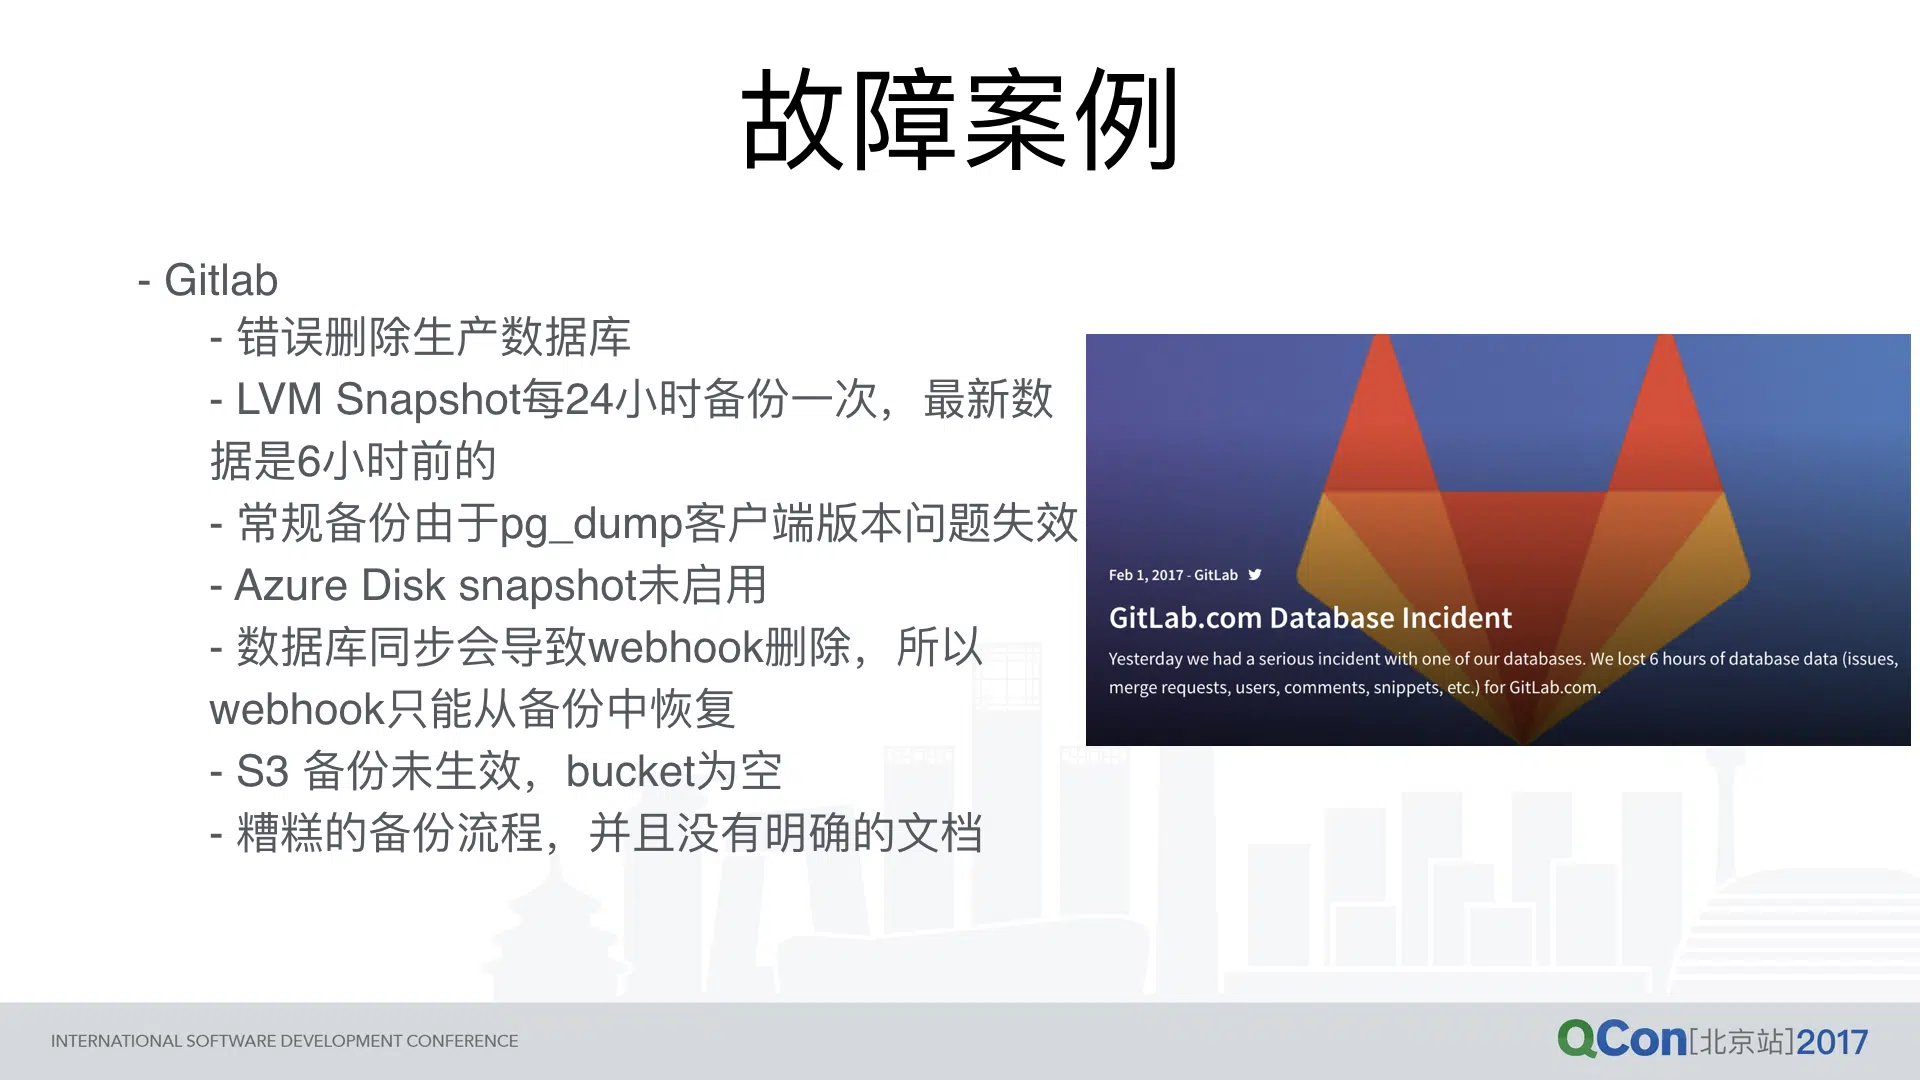 故障案例
- Gitlab
- 错误删除生产数据库
- LVM Snapshot每24小时备份一次，最新数
据是6小时前的
- 常规备份由于pg_dump客户端版本问题失效
- Azure Disk snapshot未启用
- 数据库同步会导致webhook删除，所以
webhook只能从备份中恢复
- S3 备份未生效，bucket为空
- 糟糕的备份流程，并且没有明确的文档
Feb 1, 2017 - GitLab
GitLab.com Database Incident
Yesterday we had a serious incident with one of our databases. We lost 6 hours of database data (issues,
merge requests, users, comments, snippets, etc.) for GitLab.com.
INTERNATIONAL SOFTWARE DEVELOPMENT CONFERENCE
QCon[北京站]2017